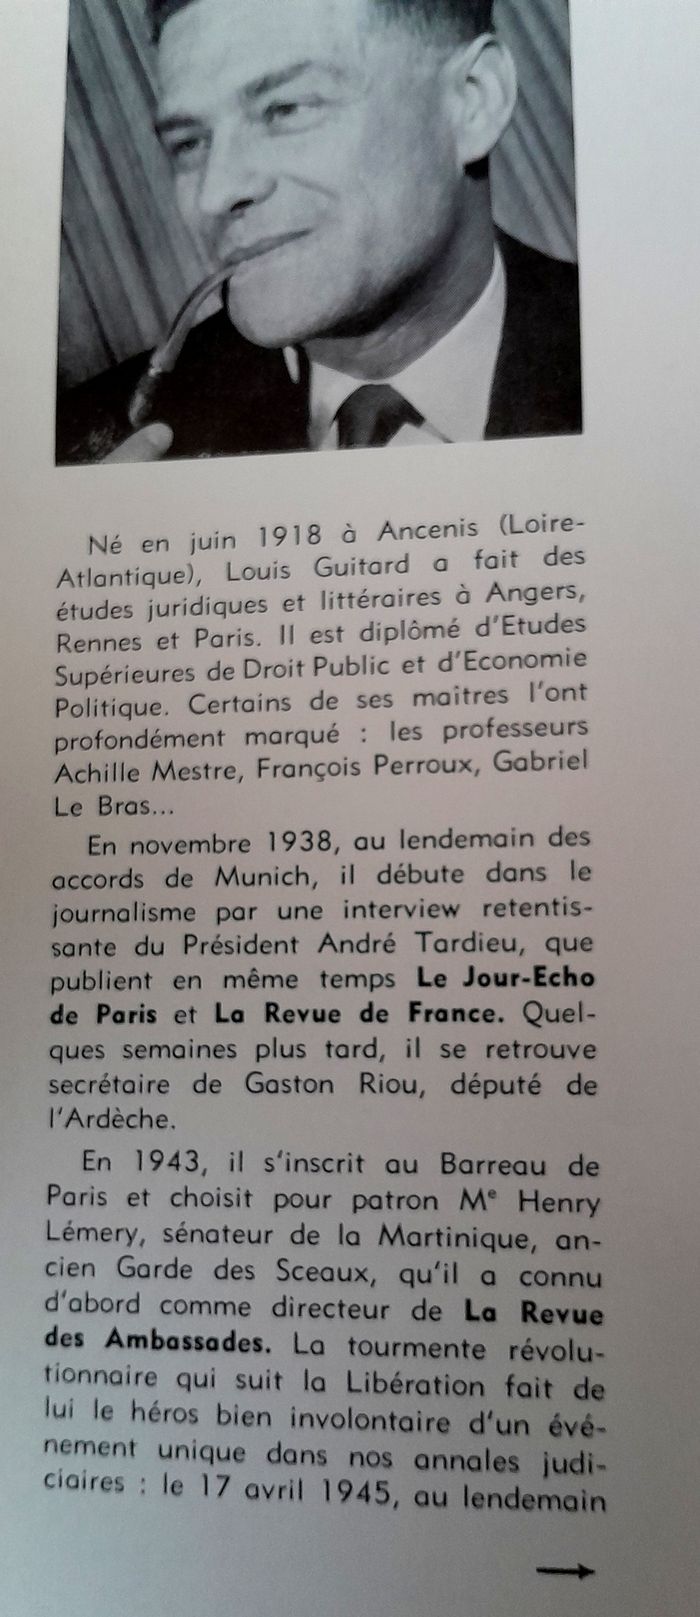 Né en juin 1918 à Ancenis (Loire-
Atlantique), Louis Guitard a fait des
études juridiques et littéraires à Angers,
Rennes et Paris. Il est diplômé d'Etudes
Supérieures de Droit Public et d'Economie
Politique. Certains de ses maîtres l'ont
profondément marqué : les professeurs
Achille Mestre, François Perroux, Gabriel
Le Bras...
En novembre 1938, au lendemain des
accords de Munich, il débute dans le
journalisme par une interview retentis-
sante du Président André Tardieu, que
publient en même temps Le Jour-Echo
de Paris et La Revue de France. Quel-
ques semaines plus tard, il se retrouve
secrétaire de Gaston Riou, député de
l'Ardèche.
En 1943, il s'inscrit au Barreau de
Paris et choisit pour patron Me Henry
Lémery, sénateur de la Martinique, an-
cien Garde des Sceaux, qu'il a connu
d'abord comme directeur de La Revue
des Ambassades. La tourmente révolu-
tionnaire qui suit la Libération fait de
lui le héros bien involontaire d'un évé-
nement unique dans nos annales judi-
ciaires : le 17 avril 1945, au lendemain